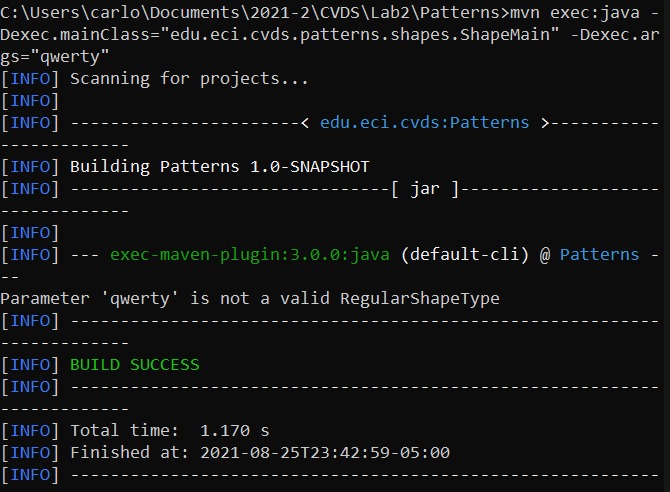 C:\Users\carlo\Documents\2021-2\CVDS\Lab2\Patterns>mvn exec:java -
Dexec.mainClass="edu.eci.cvds.patterns.shapes.ShapeMain" -Dexec.ar
gs="qwerty"
[INFO] Scanning for projects...
[INFO]
[INFO] -----------------------< edu.eci.cvds:Patterns >-----------
-------------
[INFO] Building Patterns 1.0-SNAPSHOT
[INFO] --------------------------------[ jar ]--------------------
-------------
[INFO]
[INFO] --- exec-maven-plugin:3.0.0:java (default-cli) @ Patterns -
--
Parameter 'qwerty' is not a valid RegularShapeType
[INFO] -----------------------------------------------------------
-------------
[INFO] BUILD SUCCESS
[INFO] -----------------------------------------------------------
-------------
[INFO] Total time:  1.170 s
[INFO] Finished at: 2021-08-25T23:42:59-05:00
[INFO] -----------------------------------------------------------